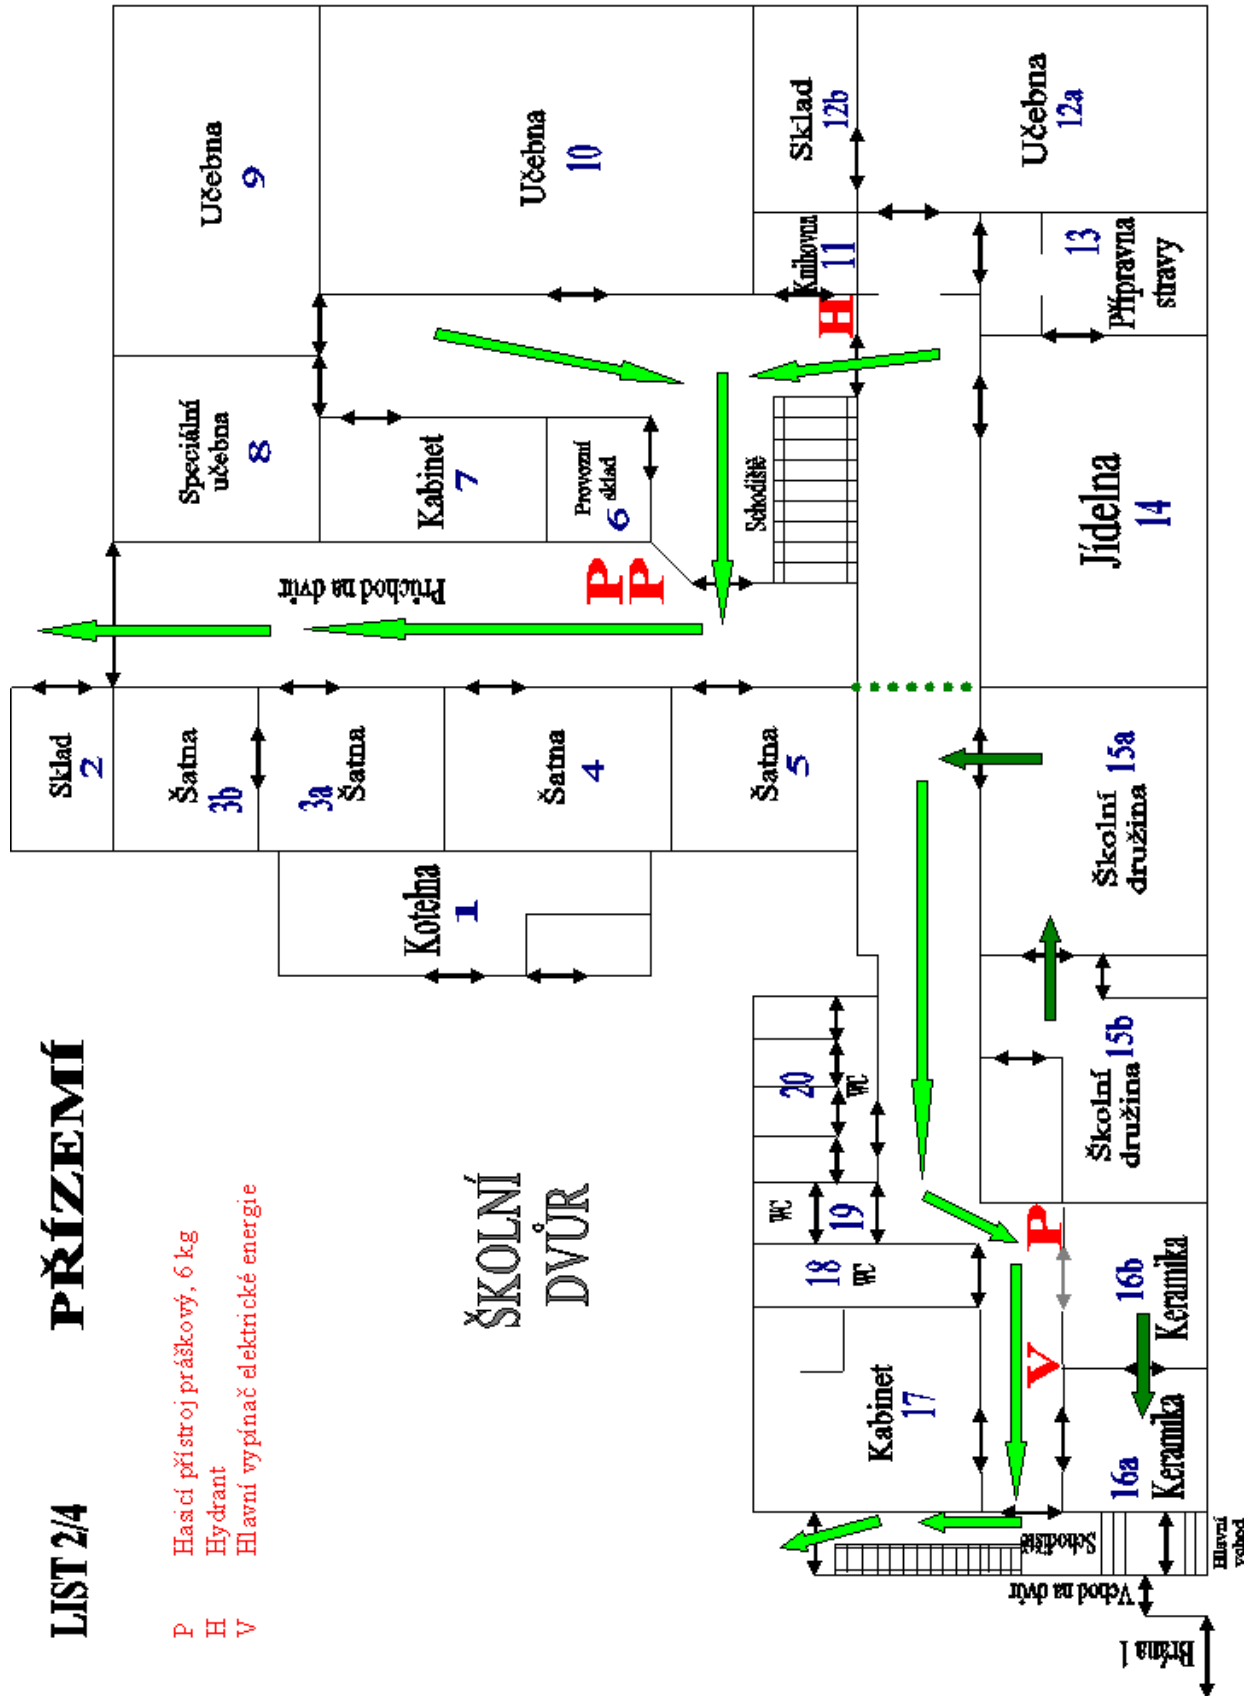 LIST 2/4
PŘÍZEMÍ
P Hasicí přístroj práškový, 6 kg
H Hydrant
V Hlavní vypínač elektrické energie
ŠKOLNÍ
DVŮR
Sklad
2
Šatna
3b
3a
Šatna
Šatna
4
Šatna
5
Kotelna
1
Průchod na dvůr
Učebna
9
Speciální
učebna
8
Kabinet
7
Provozní
sklad
6
P
P
Učebna
10
Schodiště
Knihovna
11
H
Sklad
12b
Učebna
12a
13
Přípravna
stravy
Jídelna
14
15a
Školní
družina
15b
Školní
družina
20
WC
WC
19
18
WC
Kabinet
17
P
V
16b
Keramika
16a
Keramika
Schodiště
Hlavní
vchod
Vchod na dvůr
Brána 1